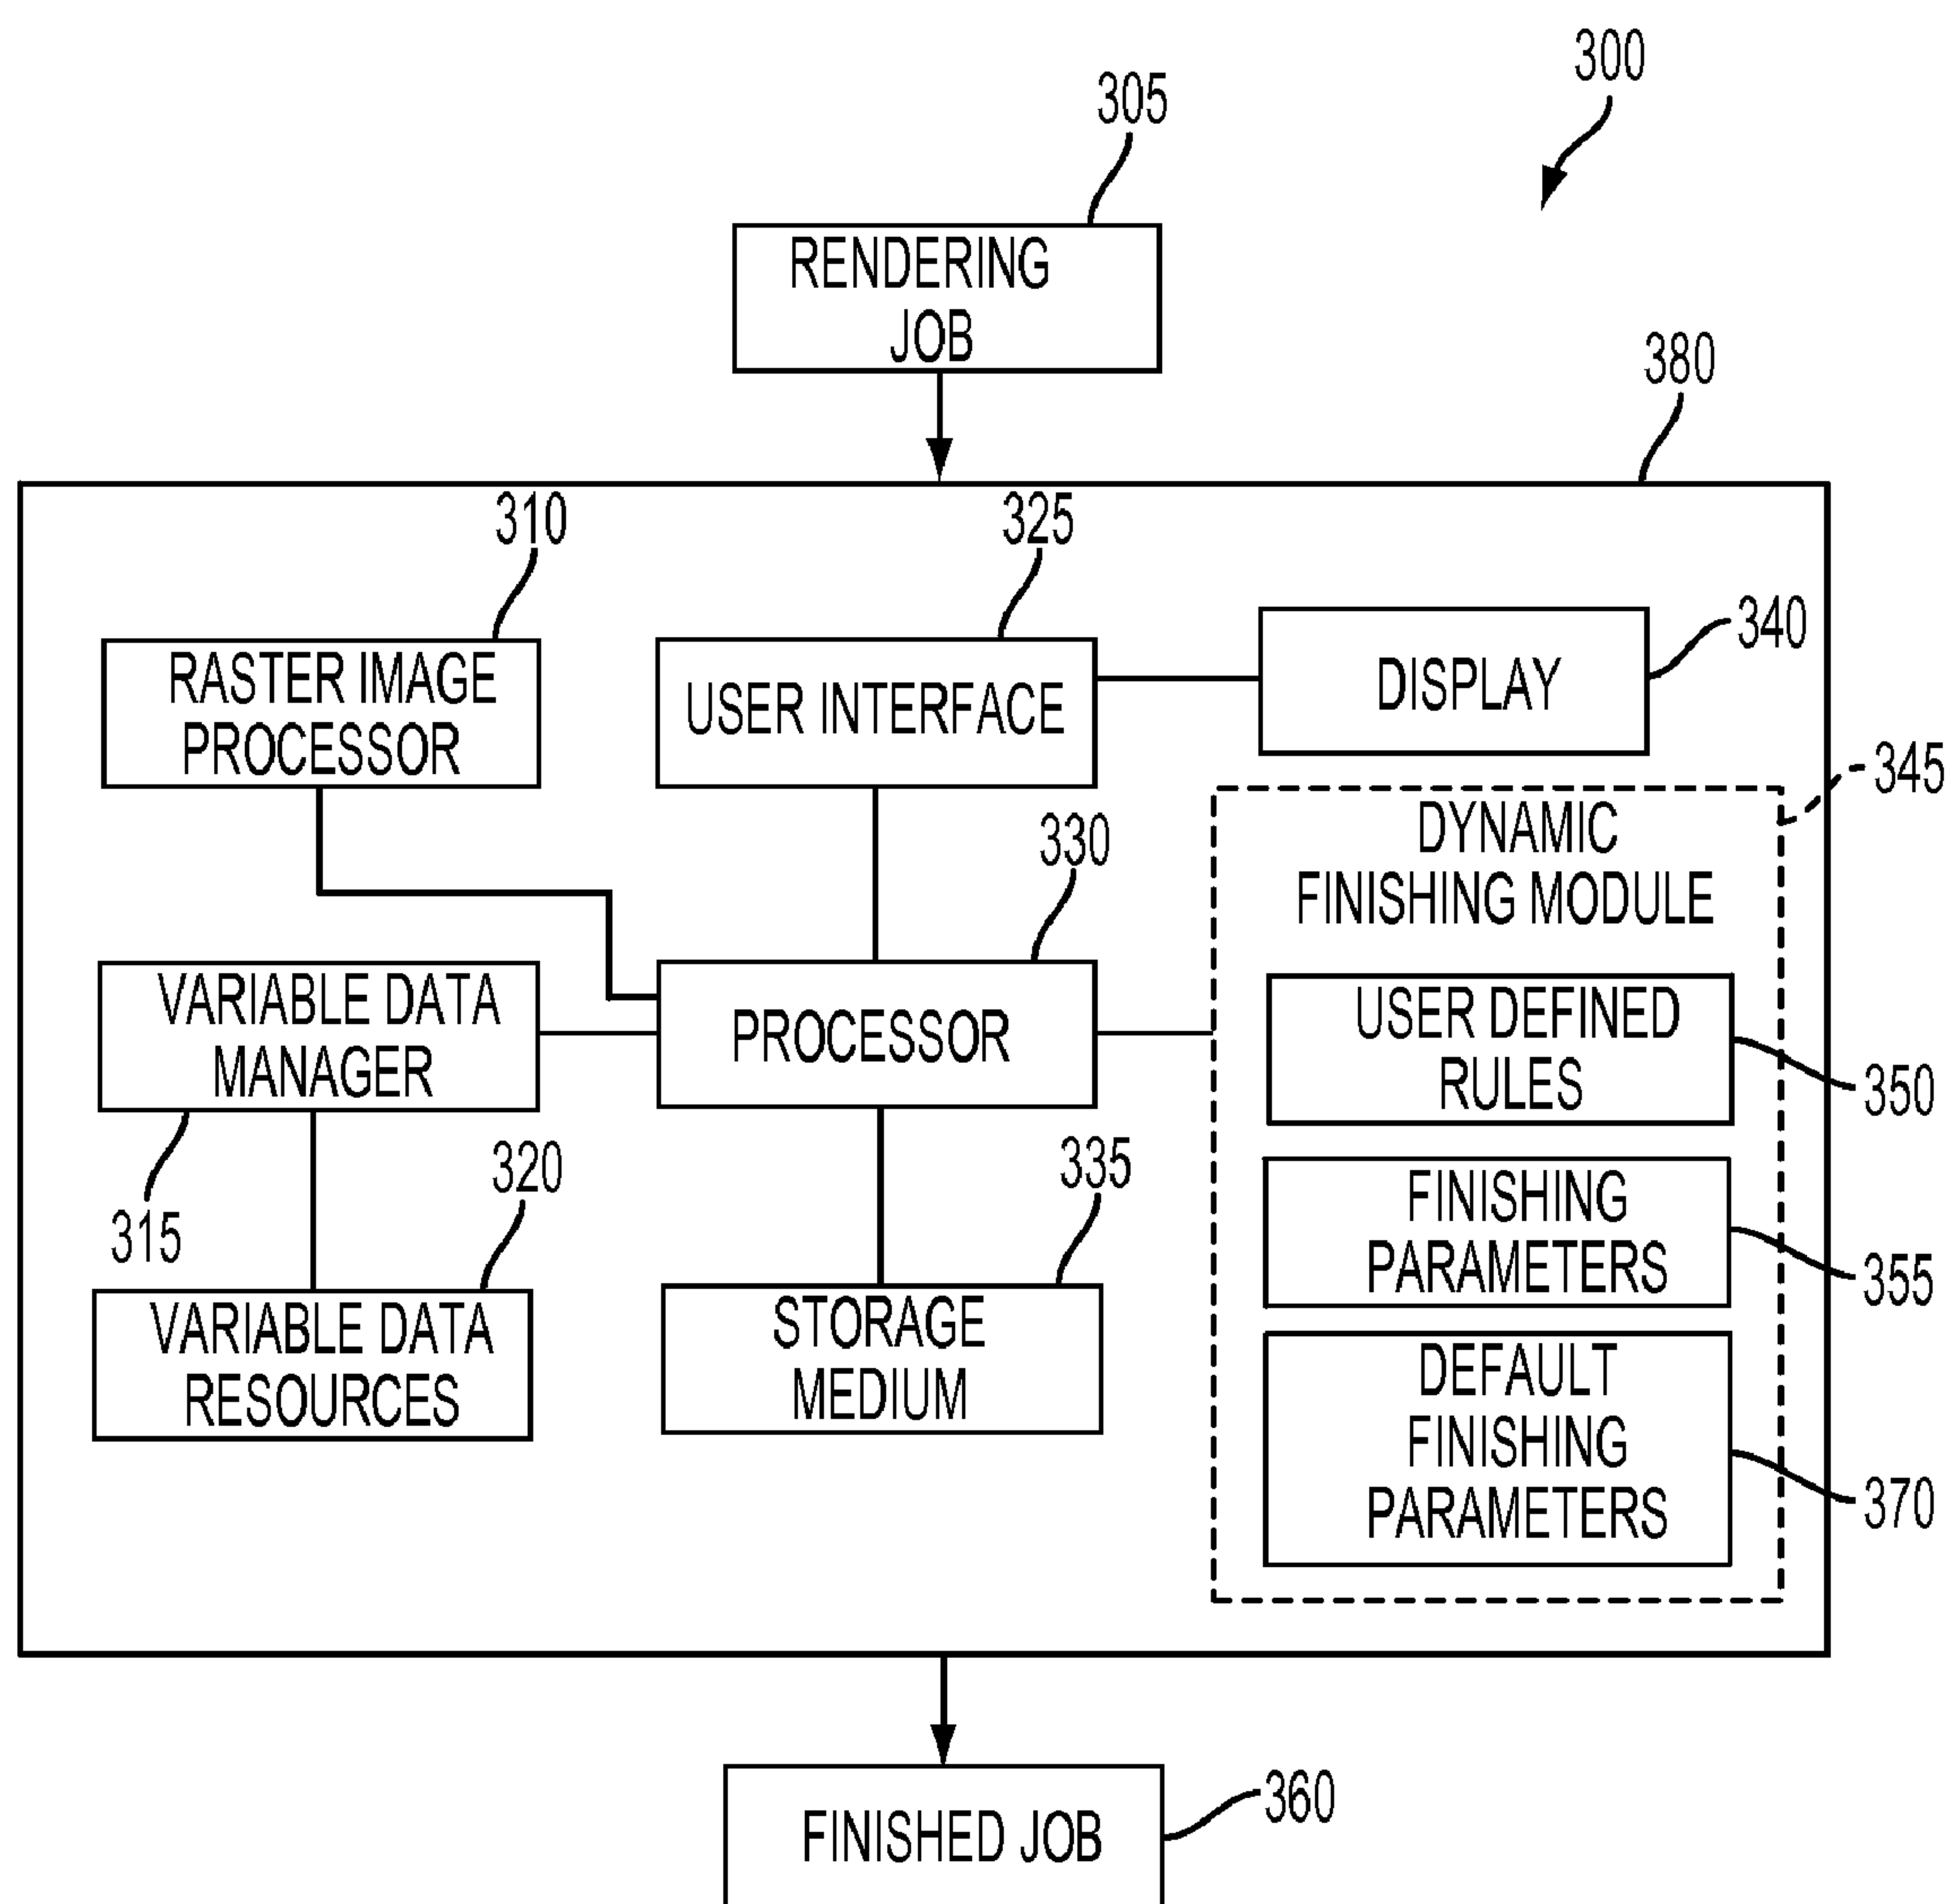 300
305
RENDERING
JOB
380
310
325
RASTER IMAGE
PROCESSOR
USER INTERFACE
DISPLAY
340
345
DYNAMIC
FINISHING MODULE
330
VARIABLE DATA
MANAGER
315
PROCESSOR
USER DEFINED
RULES
350
320
VARIABLE DATA
RESOURCES
335
STORAGE
MEDIUM
FINISHING
PARAMETERS
355
DEFAULT
FINISHING
PARAMETERS
370
FINISHED JOB
360